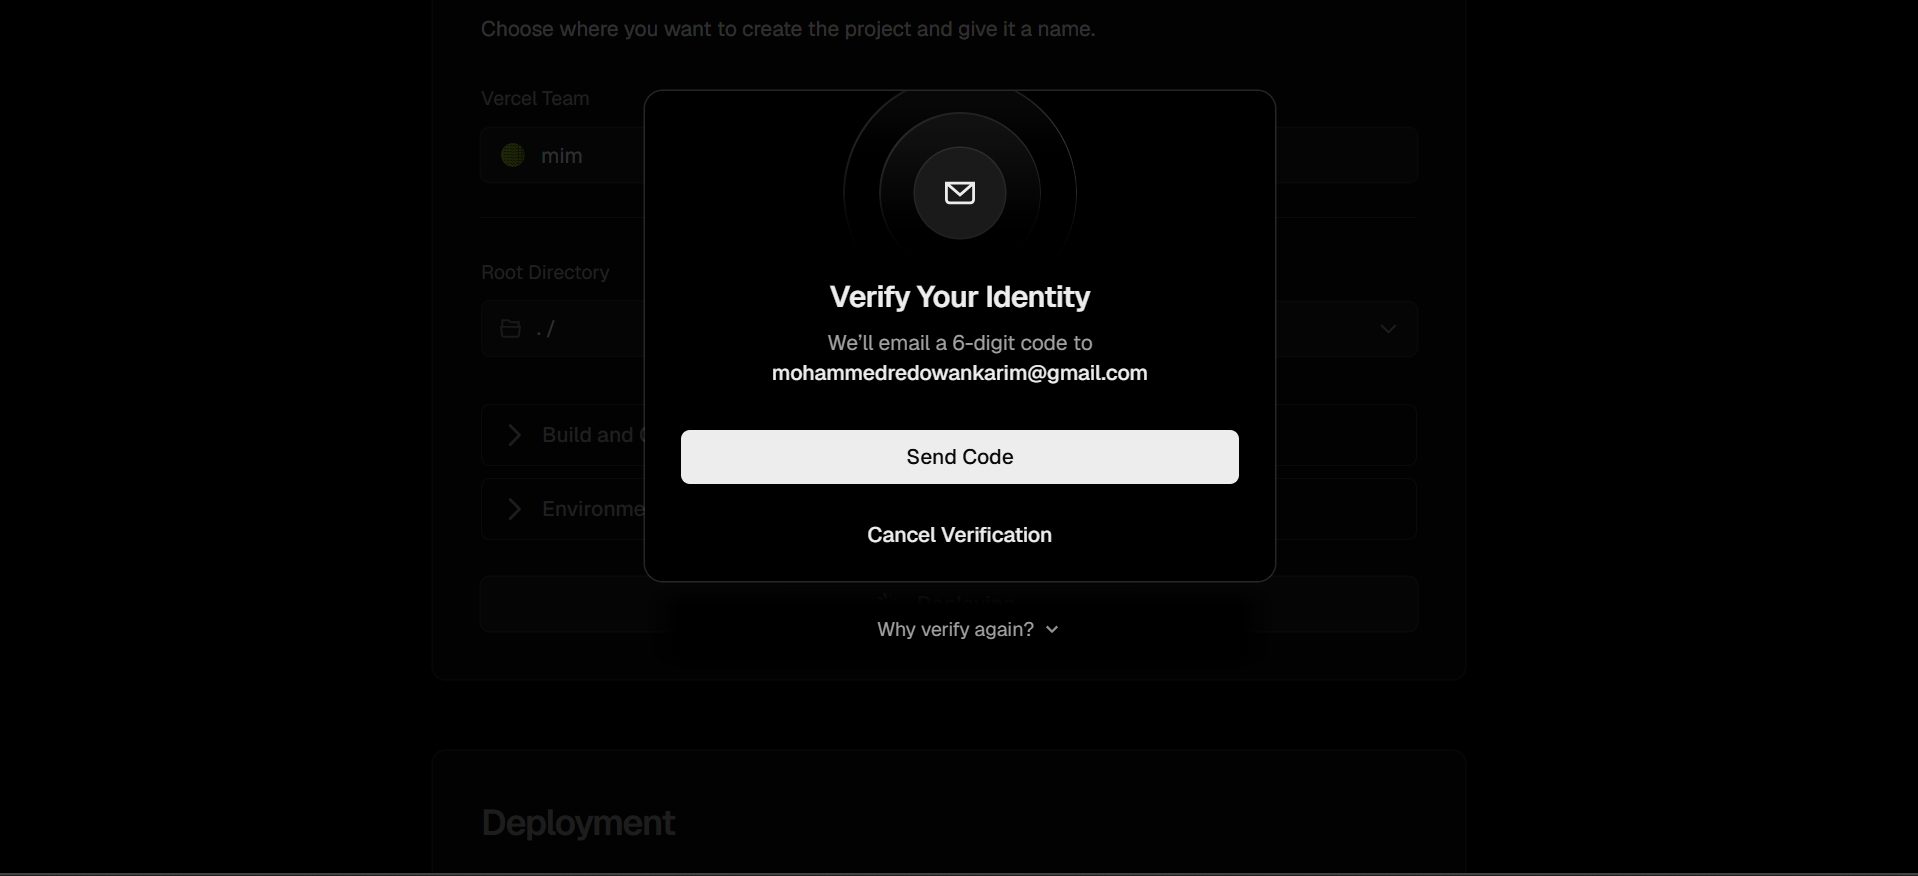 Choose where you want to create the project and give it a name.
Vercel Team
mim
Root Directory
./
Verify Your Identity
We’ll email a 6-digit code to
mohammedredowankarim@gmail.com
Send Code
Cancel Verification
Build and
Environme
Why verify again?
Deployment